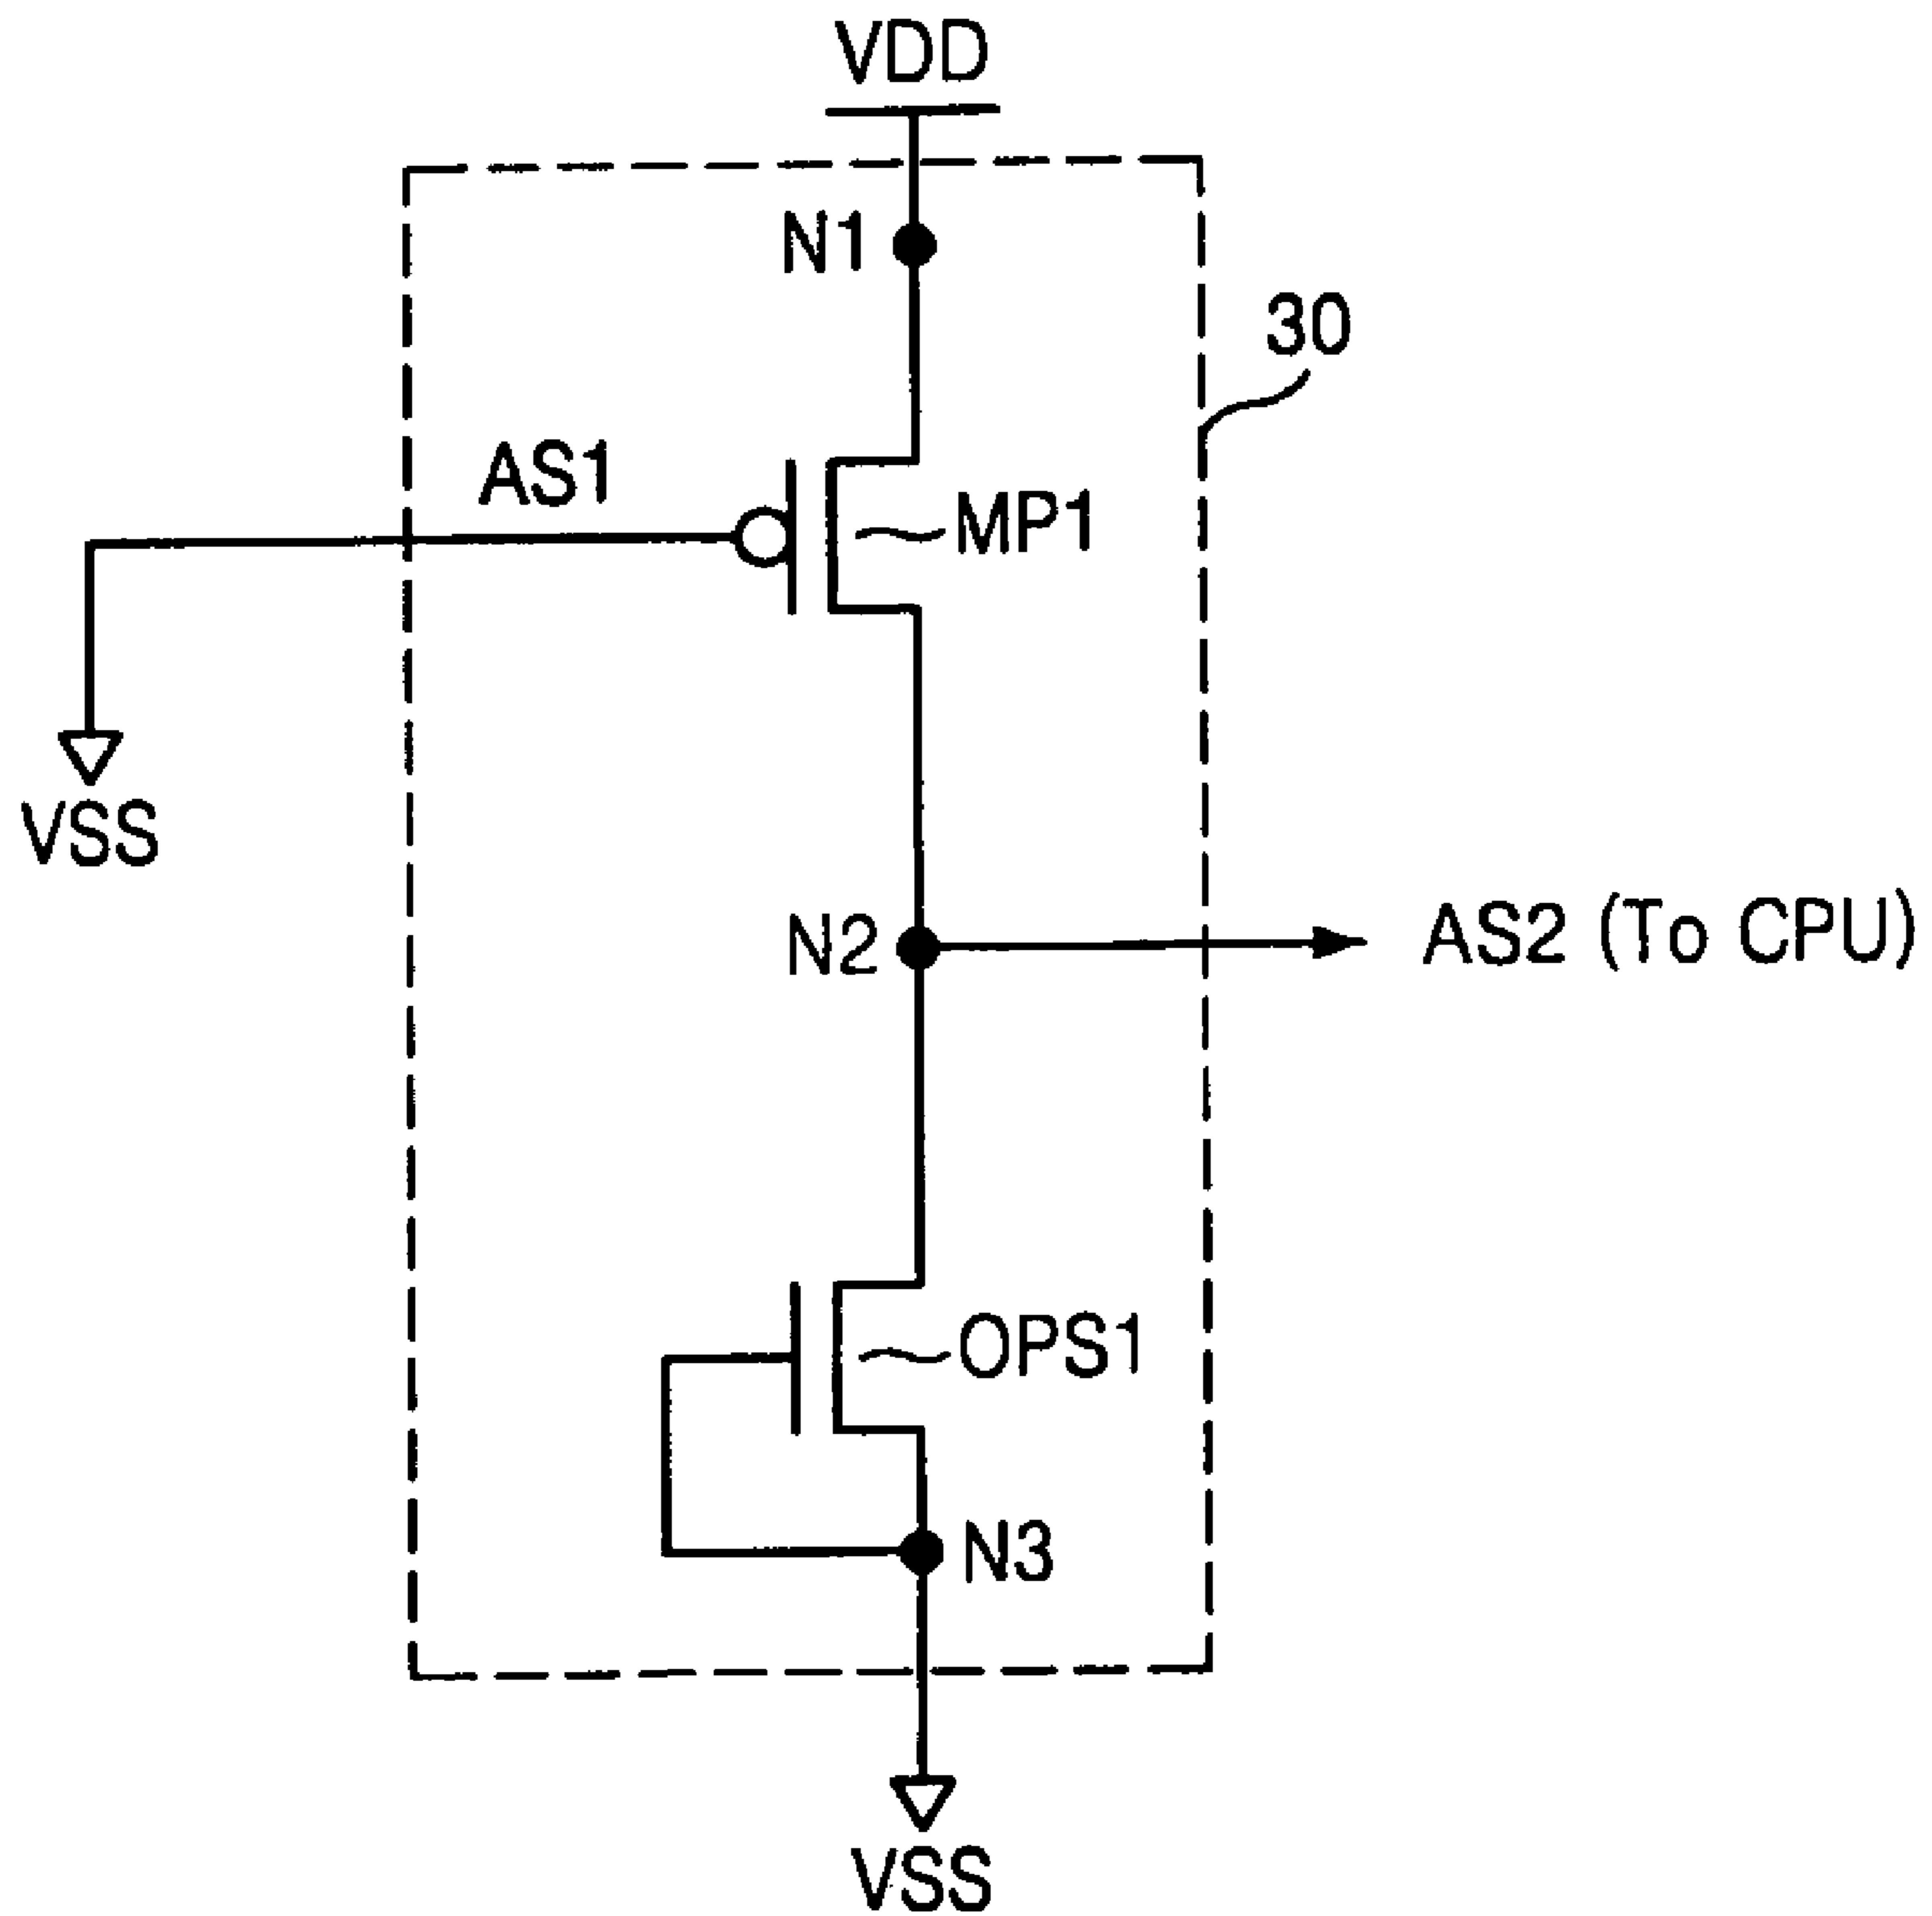 VDD
N1
30
AS1
MP1
VSS
N2
AS2 (To CPU)
OPS1
N3
VSS